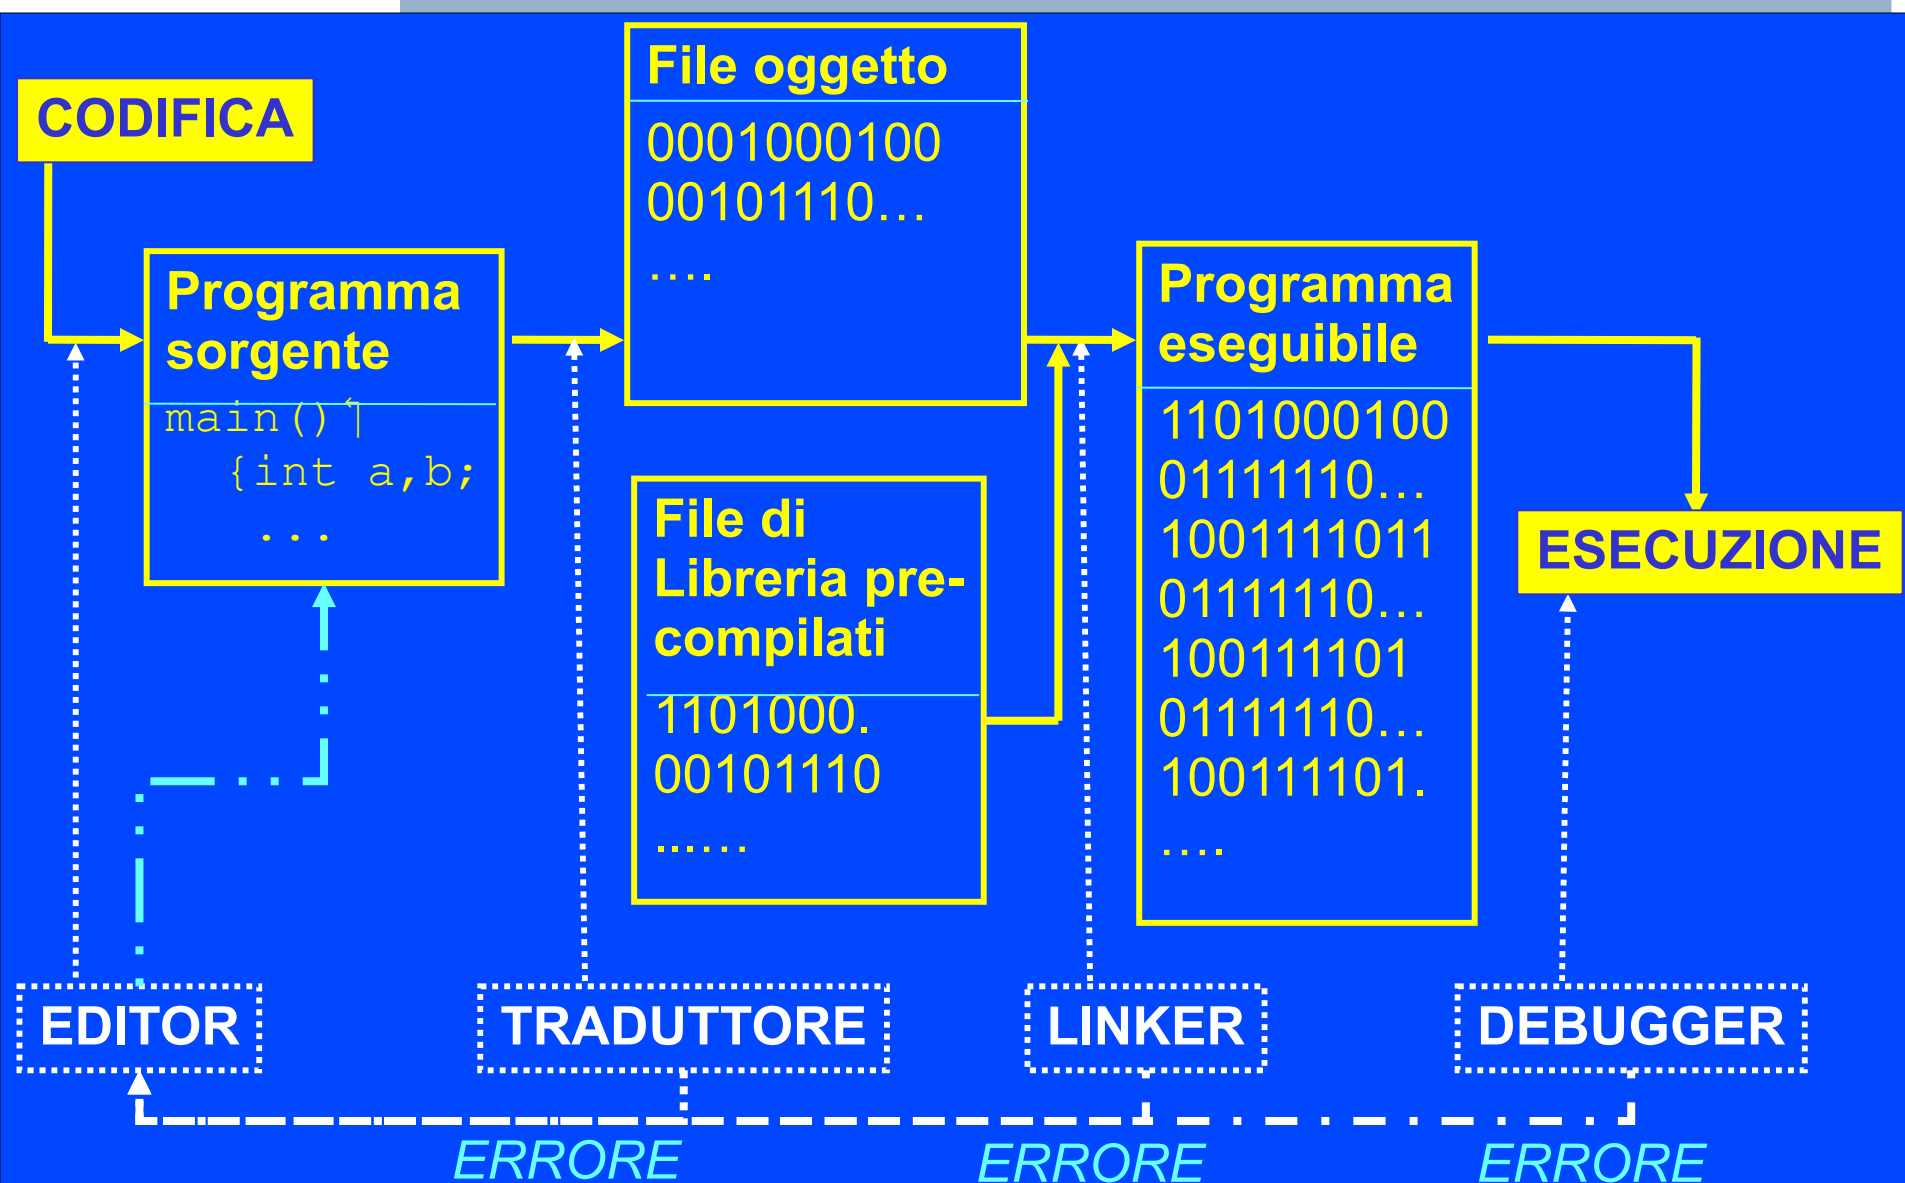 CODIFICA
Programma
sorgente
main()
{int a,b;
...
File oggetto
0001000100
00101110…
….
File di
Libreria pre-
compilati
1101000.
00101110
...…
Programma
eseguibile
1101000100
01111110…
1001111011
01111110…
100111101
01111110…
100111101.
….
ESECUZIONE
EDITOR
TRADUTTORE
LINKER
DEBUGGER
ERRORE
ERRORE
ERRORE